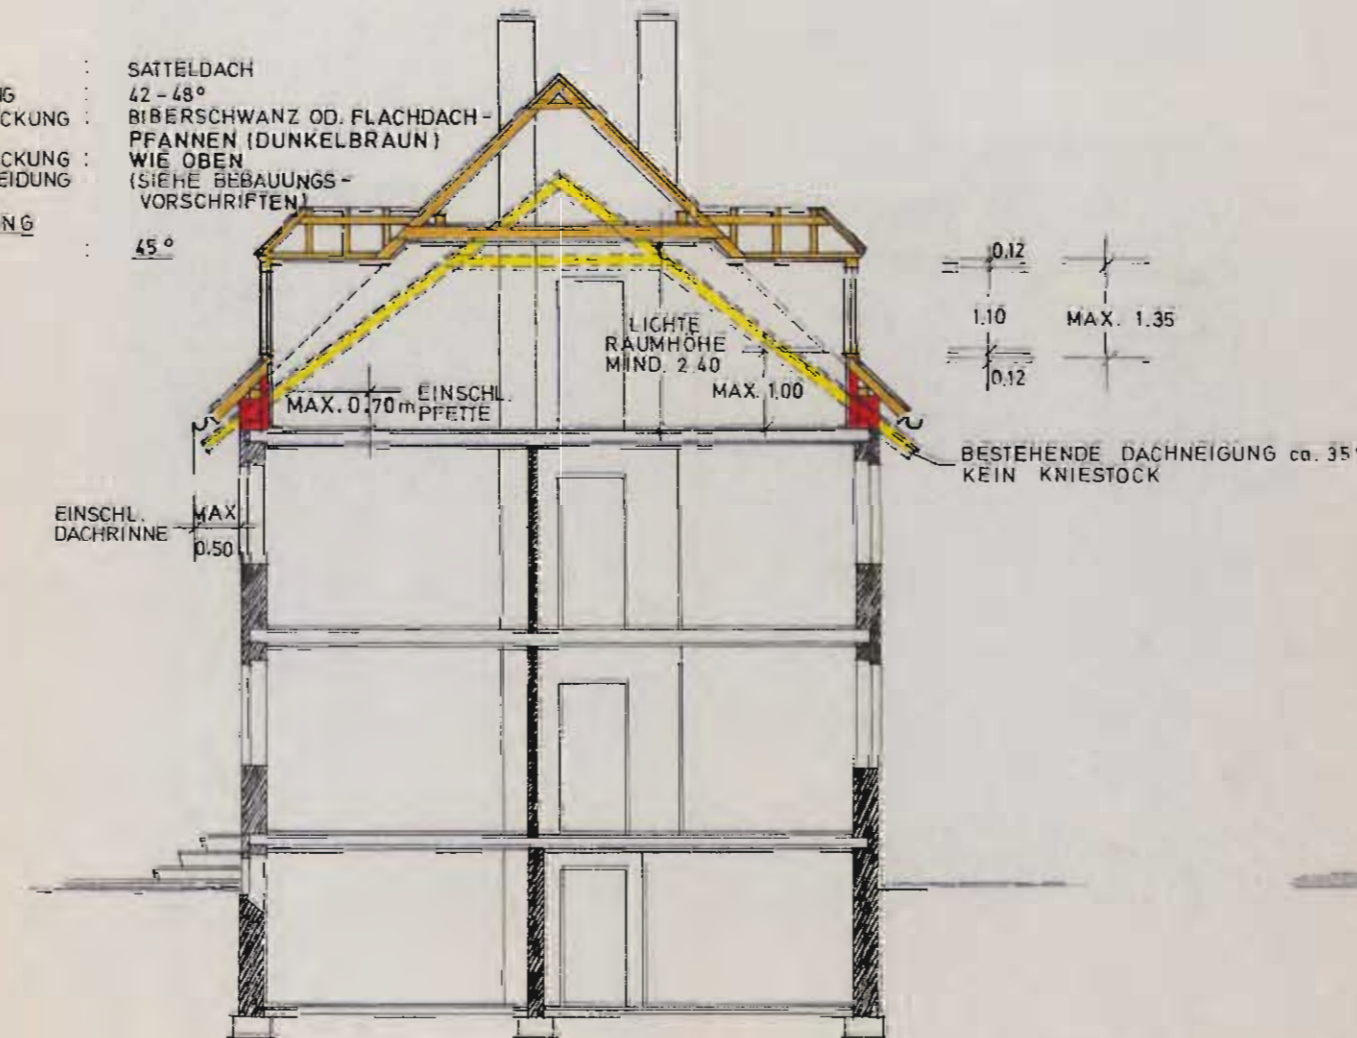 : SATTELDACH
NG : 42 - 48°
CKUNG : BIBERSCHWANZ OD. FLACHDACH-
PFANNEN (DUNKELBRAUN)
CKUNG : WIE OBEN
EIDUNG (SIEHE BEBAUUNGS-
VORSCHRIFTEN)
NG
: 45°
0,12
1,10 MAX. 1.35
0,12
LICHTE
RAUMHÖHE
MIND. 2.40
MAX. 1,00
MAX. 0.70 m EINSCHL.
PFETTE
BESTEHENDE DACHNEIGUNG ca. 35°
KEIN KNIESTOCK
EINSCHL. MAX
DACHRINNE 0.50